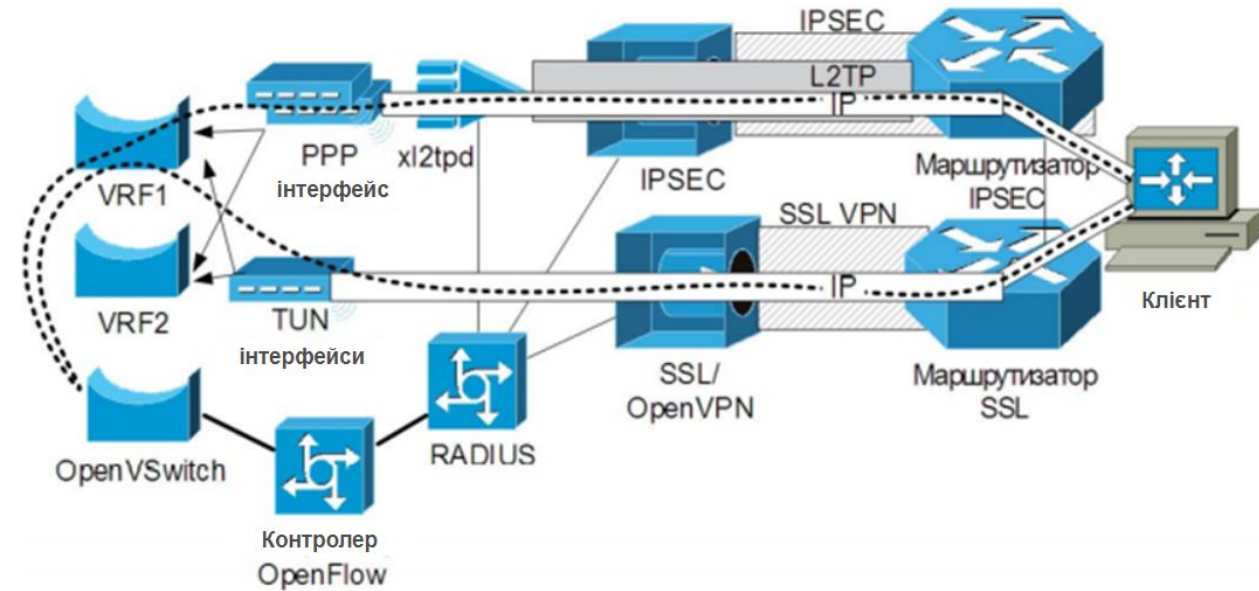 IPSEC
L2TP
IP
PPP
інтерфейс
xl2tpd
IPSEC
Маршрутизатор
IPSEC
VRF1
SSL VPN
IP
VRF2
TUN
інтерфейси
Клієнт
SSL/
OpenVPN
Маршрутизатор
SSL
OpenVSwitch
RADIUS
Контролер
OpenFlow